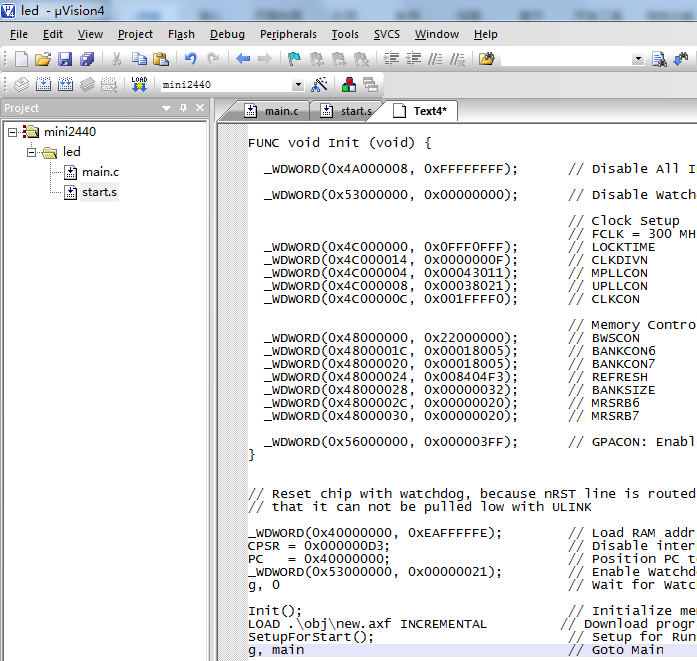 led - µVision4
File Edit View Project Flash Debug Peripherals Tools SVCS Window Help
LOAD mini2440
Project
main.c start.s Text4*
mini2440
led
main.c
start.s
FUNC void Init (void) {
_WDWORD(0x4A000008, 0xFFFFFFFF); // Disable All I
_WDWORD(0x53000000, 0x00000000); // Disable Watch
// Clock Setup
// FCLK = 300 MH
_WDWORD(0x4C000000, 0x0FFF0FFF); // LOCKTIME
_WDWORD(0x4C000014, 0x0000000F); // CLKDIVN
_WDWORD(0x4C000004, 0x00043011); // MPLLCON
_WDWORD(0x4C000008, 0x00038021); // UPLLCON
_WDWORD(0x4C00000C, 0x001FFFF0); // CLKCON
// Memory Contro
_WDWORD(0x48000000, 0x22000000); // BWSCON
_WDWORD(0x4800001C, 0x00018005); // BANKCON6
_WDWORD(0x48000020, 0x00018005); // BANKCON7
_WDWORD(0x48000024, 0x008404F3); // REFRESH
_WDWORD(0x48000028, 0x00000032); // BANKSIZE
_WDWORD(0x4800002C, 0x00000020); // MRSRB6
_WDWORD(0x48000030, 0x00000020); // MRSRB7
_WDWORD(0x56000000, 0x000003FF); // GPACON: Enabl
}
// Reset chip with watchdog, because nRST line is routed
// that it can not be pulled low with ULINK
_WDWORD(0x40000000, 0xEAFFFFFE); // Load RAM addr
CPSR = 0x000000D3; // Disable inter
PC = 0x40000000; // Position PC t
_WDWORD(0x53000000, 0x00000021); // Enable Watchd
g, 0 // Wait for Watc
Init(); // Initialize me
LOAD .\obj\new.axf INCREMENTAL // Download progr
SetupForStart(); // Setup for Run
g, main // Goto Main